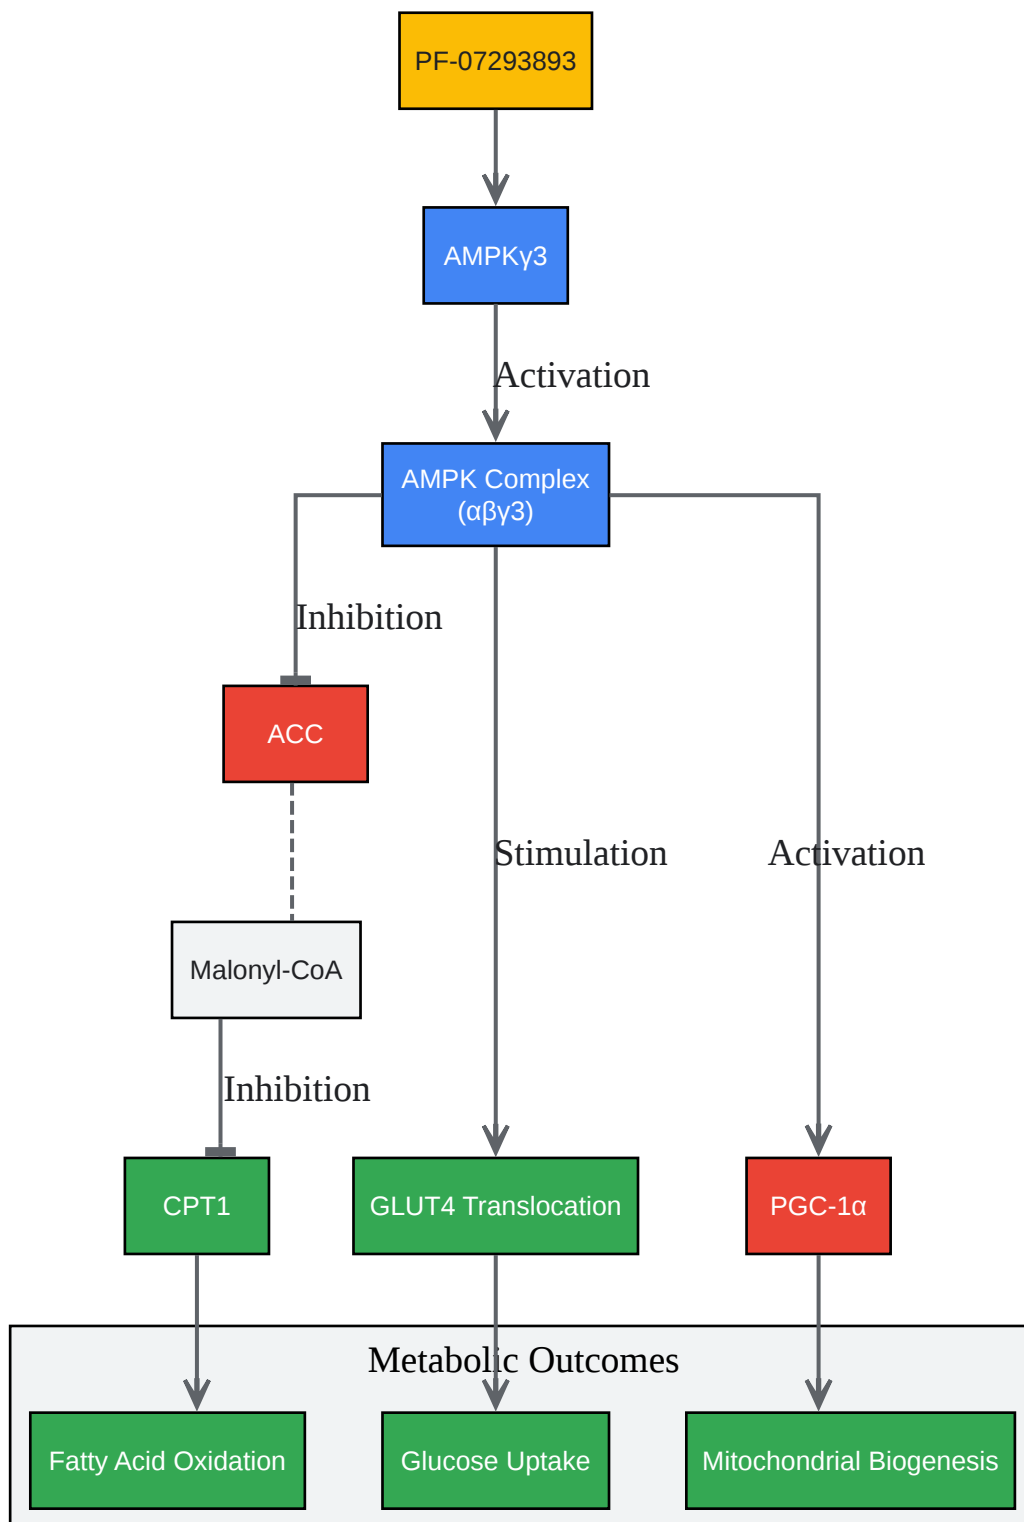 PF-07293893
AMPKγ3
Activation
AMPK Complex
(αβγ3)
Inhibition
ACC
Stimulation
Activation
Malonyl-CoA
Inhibition
CPT1
GLUT4 Translocation
PGC-1α
Metabolic Outcomes
Fatty Acid Oxidation
Glucose Uptake
Mitochondrial Biogenesis